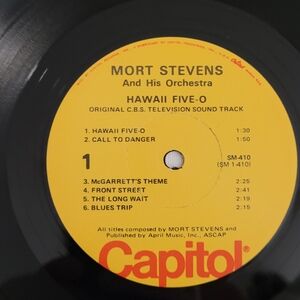 MORT STEVENS
And His Orchestra
HAWAII FIVE-O
ORIGINAL C.B.S. TELEVISION SOUND TRACK
1. HAWAII FIVE-O 1:30
2. CALL TO DANGER 1:50
1
SM-410
(SM 1-410)
3. McGARRETT'S THEME 2:25
4. FRONT STREET 2:41
5. THE LONG WAIT 2:19
6. BLUES TRIP 2:15
All titles composed by MORT STEVENS and
Published by April Music, Inc., ASCAP
Capitol®